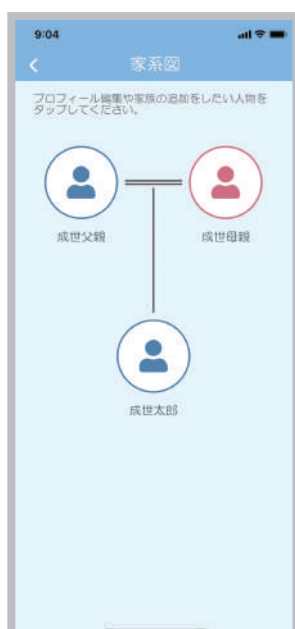 9:04
家系図
プロフィール編集や家族の追加をしたい人物を
タップしてください。
成世父親
成世母親
成世太郎